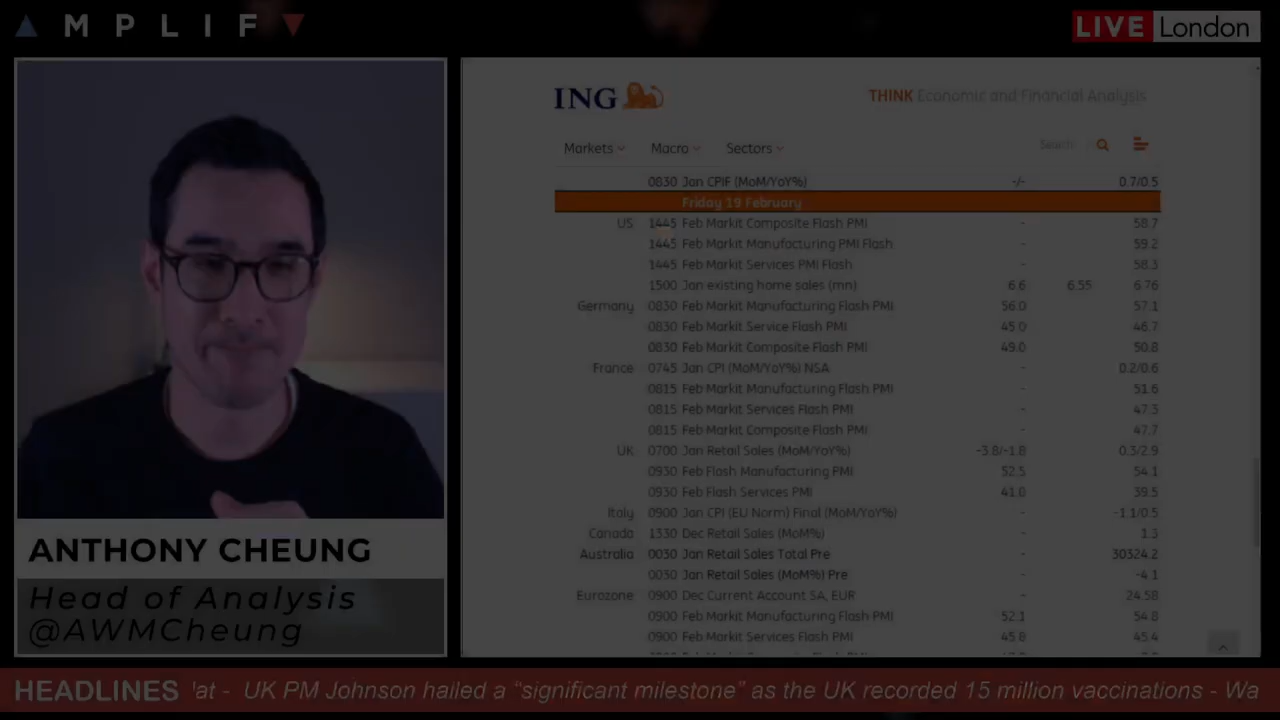 AMPLIFY
LIVE London
ING
THINK Economic and Financial Analysis
Markets Macro Sectors Search
0830 Jan CPIF (MoM/YoY%) -/- 0.7/0.5
Friday 19 February
US 1445 Feb Markit Composite Flash PMI - 58.7
1445 Feb Markit Manufacturing PMI Flash - 59.2
1445 Feb Markit Services PMI Flash - 58.3
1500 Jan existing home sales (mn) 6.6 6.55 6.76
Germany 0830 Feb Markit Manufacturing Flash PMI 56.0 57.1
0830 Feb Markit Service Flash PMI 45.0 46.7
0830 Feb Markit Composite Flash PMI 49.0 50.8
France 0745 Jan CPI (MoM/YoY%) NSA - 0.2/0.6
0815 Feb Markit Manufacturing Flash PMI - 51.6
0815 Feb Markit Services Flash PMI - 47.3
0815 Feb Markit Composite Flash PMI - 47.7
UK 0700 Jan Retail Sales (MoM/YoY%) -3.8/-1.8 0.3/2.9
0930 Feb Flash Manufacturing PMI 52.5 54.1
0930 Feb Flash Services PMI 41.0 39.5
Italy 0900 Jan CPI (EU Norm) Final (MoM/YoY%) - -1.1/0.5
Canada 1330 Dec Retail Sales (MoM%) - 1.3
Australia 0030 Jan Retail Sales Total Pre - 30324.2
0030 Jan Retail Sales (MoM%) Pre - -4.1
Eurozone 0900 Dec Current Account SA, EUR - 24.58
0900 Feb Markit Manufacturing Flash PMI 52.1 54.8
0900 Feb Markit Services Flash PMI 45.8 45.4
ANTHONY CHEUNG
Head of Analysis
@AWMCheung
HEADLINES 'at - UK PM Johnson hailed a “significant milestone” as the UK recorded 15 million vaccinations - Wa